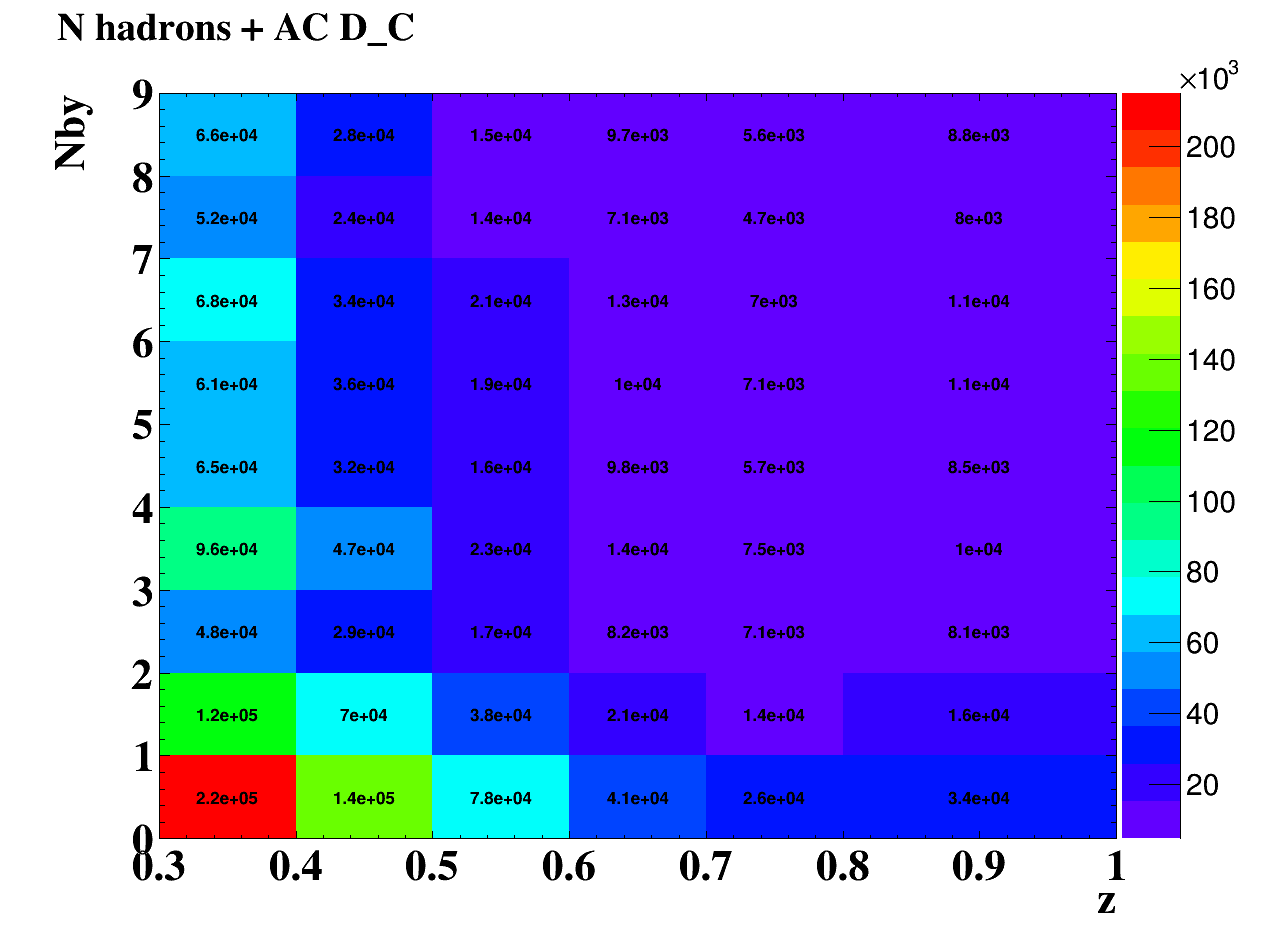 N hadrons + AC D_C
×10³
Nby
9
6.6e+04 2.8e+04 1.5e+04 9.7e+03 5.6e+03 8.8e+03
200
8
5.2e+04 2.4e+04 1.4e+04 7.1e+03 4.7e+03 8e+03
180
7
6.8e+04 3.4e+04 2.1e+04 1.3e+04 7e+03 1.1e+04
160
6
140
6.1e+04 3.6e+04 1.9e+04 1e+04 7.1e+03 1.1e+04
5
120
6.5e+04 3.2e+04 1.6e+04 9.8e+03 5.7e+03 8.5e+03
4
100
9.6e+04 4.7e+04 2.3e+04 1.4e+04 7.5e+03 1e+04
80
3
4.8e+04 2.9e+04 1.7e+04 8.2e+03 7.1e+03 8.1e+03
60
2
1.2e+05 7e+04 3.8e+04 2.1e+04 1.4e+04 1.6e+04
40
1
2.2e+05 1.4e+05 7.8e+04 4.1e+04 2.6e+04 3.4e+04
20
0
0.3 0.4 0.5 0.6 0.7 0.8 0.9 1
z